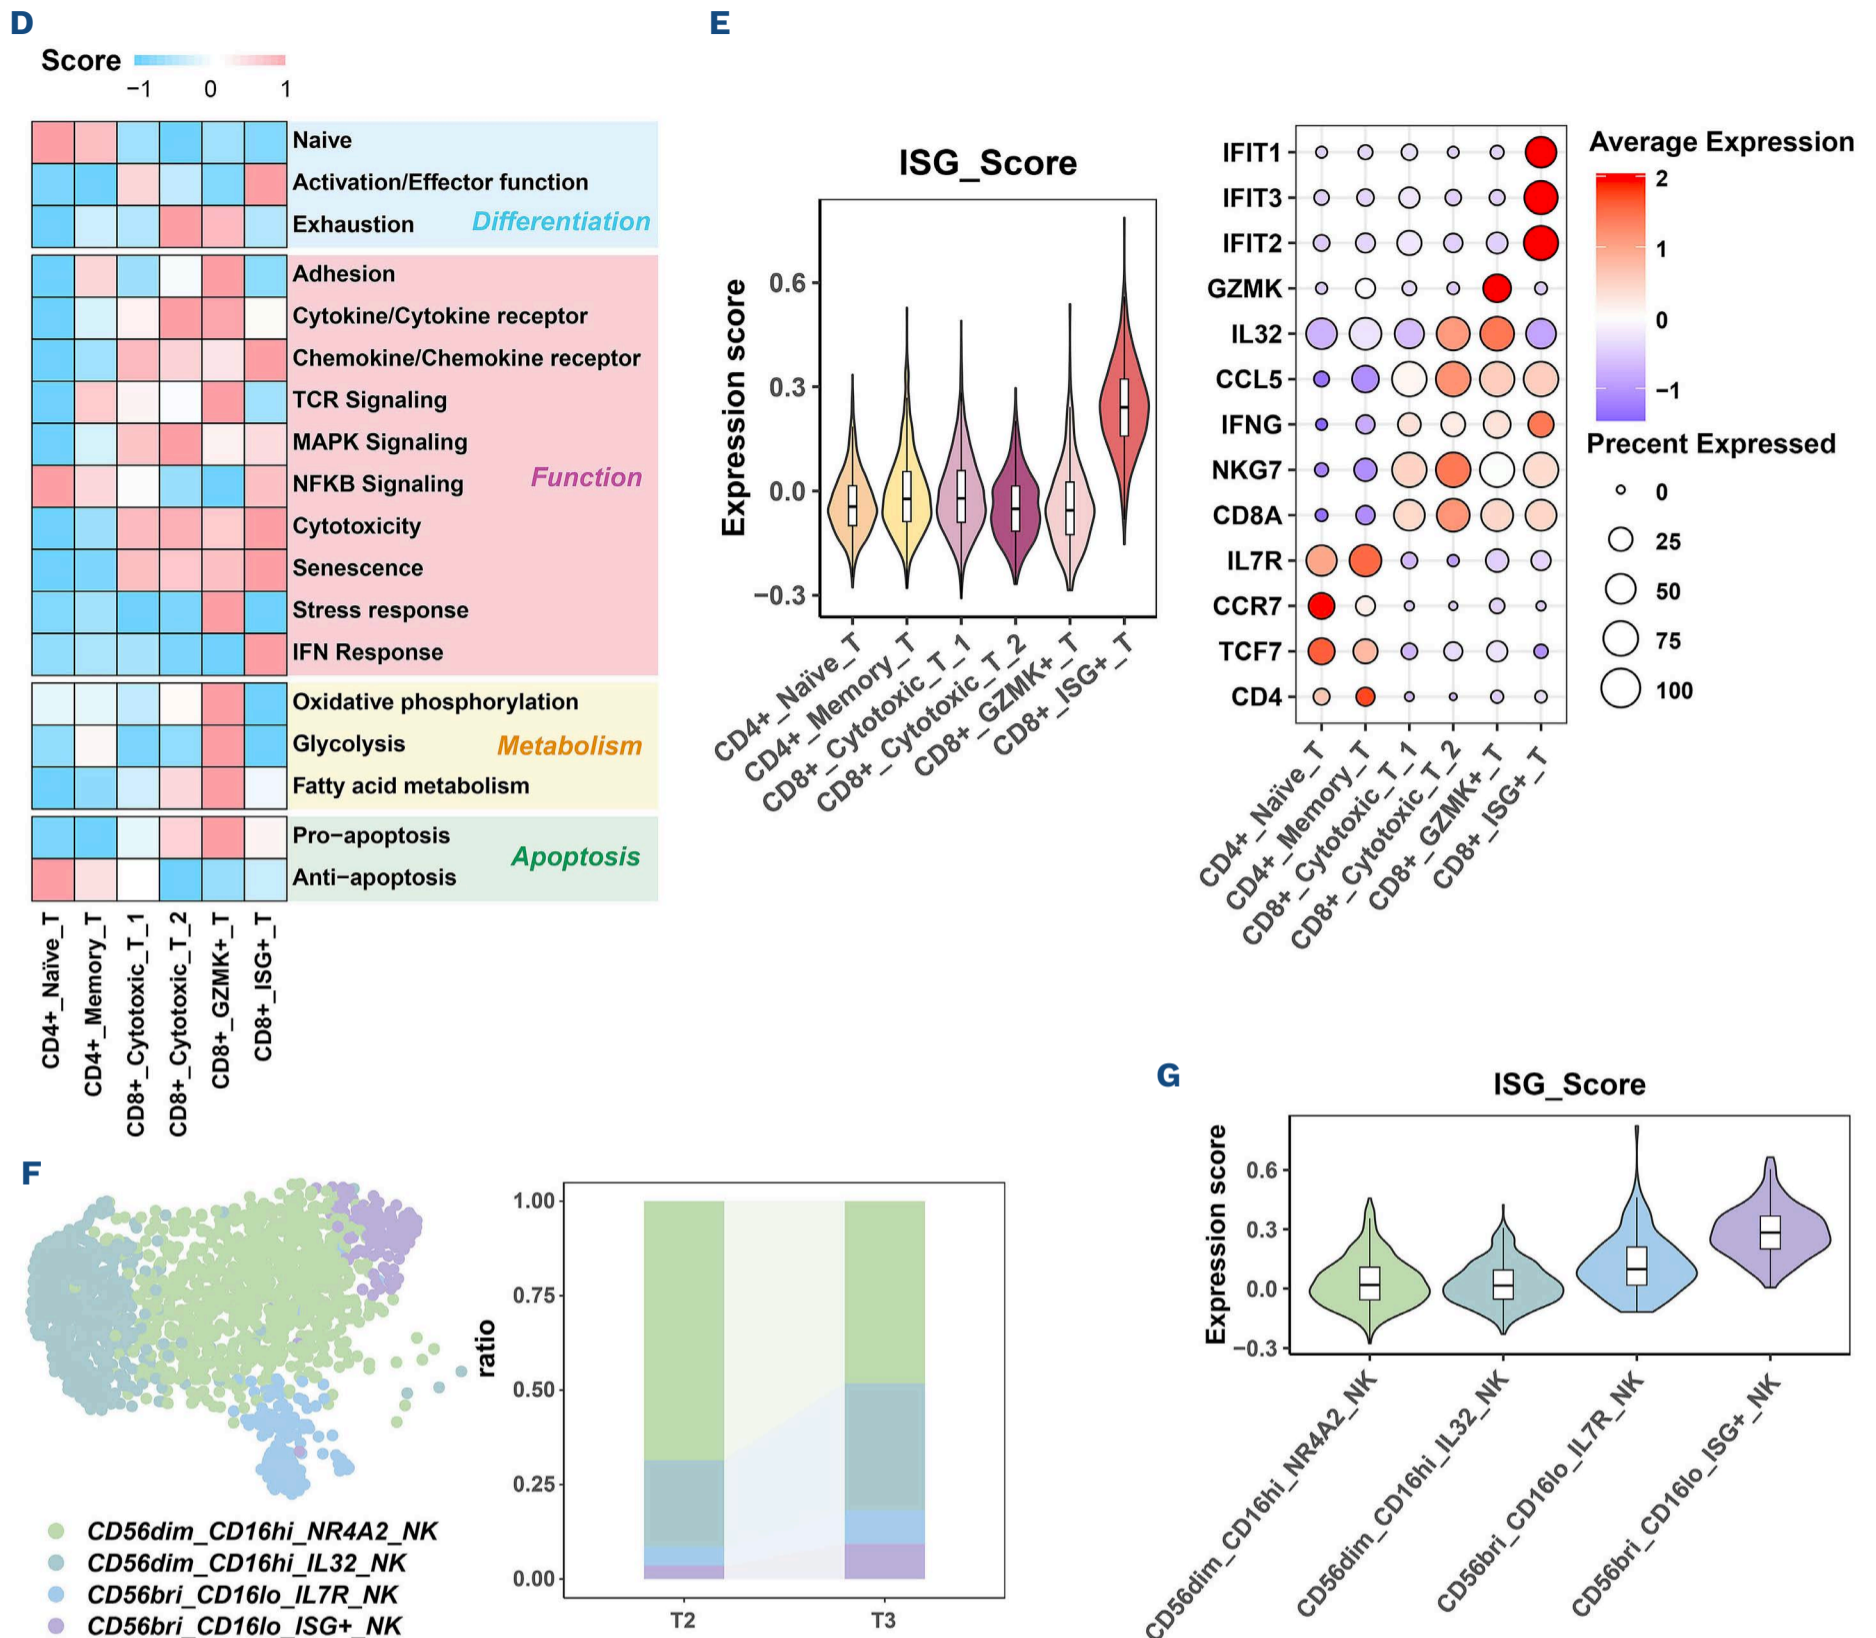 D
Score
−1 0 1
Naive
Activation/Effector function
Exhaustion
Differentiation
Adhesion
Cytokine/Cytokine receptor
Chemokine/Chemokine receptor
TCR Signaling
MAPK Signaling
NFKB Signaling
Function
Cytotoxicity
Senescence
Stress response
IFN Response
Oxidative phosphorylation
Glycolysis
Metabolism
Fatty acid metabolism
Pro−apoptosis
Apoptosis
Anti−apoptosis
CD4+_Naïve_T
CD4+_Memory_T
CD8+_Cytotoxic_T_1
CD8+_Cytotoxic_T_2
CD8+_GZMK+_T
CD8+_ISG+_T
E
ISG_Score
Expression score
0.6
0.3
0.0
−0.3
CD4+_Naïve_T
CD4+_Memory_T
CD8+_Cytotoxic_T_1
CD8+_Cytotoxic_T_2
CD8+_GZMK+_T
CD8+_ISG+_T
IFIT1
IFIT3
IFIT2
GZMK
IL32
CCL5
IFNG
NKG7
CD8A
IL7R
CCR7
TCF7
CD4
CD4+_Naïve_T
CD4+_Memory_T
CD8+_Cytotoxic_T_1
CD8+_Cytotoxic_T_2
CD8+_GZMK+_T
CD8+_ISG+_T
Average Expression
2
1
0
−1
Precent Expressed
0
25
50
75
100
F
CD56dim_CD16hi_NR4A2_NK
CD56dim_CD16hi_IL32_NK
CD56bri_CD16lo_IL7R_NK
CD56bri_CD16lo_ISG+_NK
ratio
1.00
0.75
0.50
0.25
0.00
T2 T3
G
ISG_Score
Expression score
0.6
0.3
0.0
−0.3
CD56dim_CD16hi_NR4A2_NK
CD56dim_CD16hi_IL32_NK
CD56bri_CD16lo_IL7R_NK
CD56bri_CD16lo_ISG+_NK